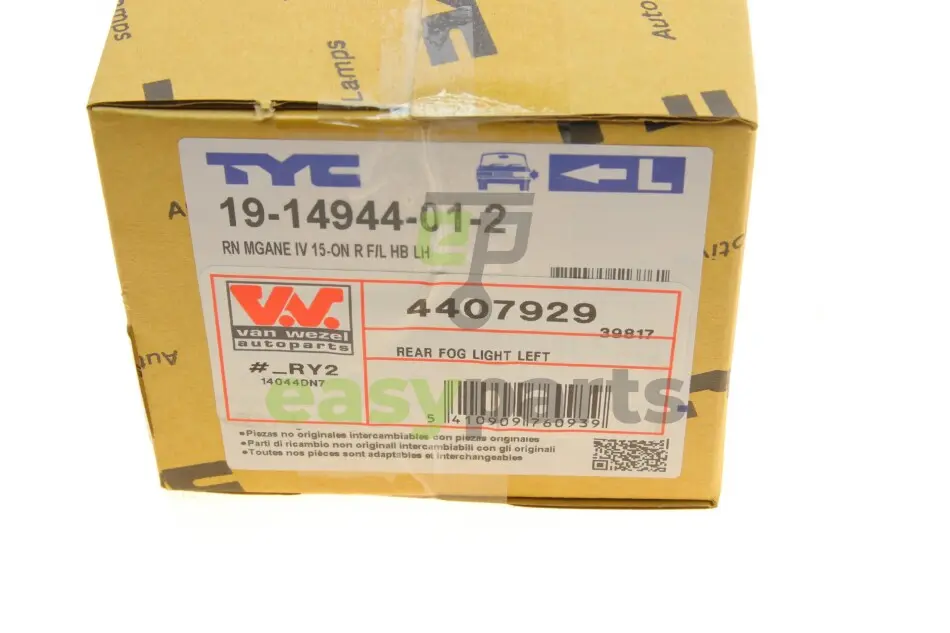 Lamps
Auto
TYC
L
19-14944-01-2
RN MGANE IV 15-ON R F/L HB LH
V.W.
van wezel
autoparts
#_RY2
14044DN7
4407929
39817
REAR FOG LIGHT LEFT
5 410909 760939
easyparts
•Piezas no originales intercambiables con piezas originales
•Parti di ricambio non originali intercambiabili con gli originali
•Toutes nos pièces sont adaptables et interchangeables